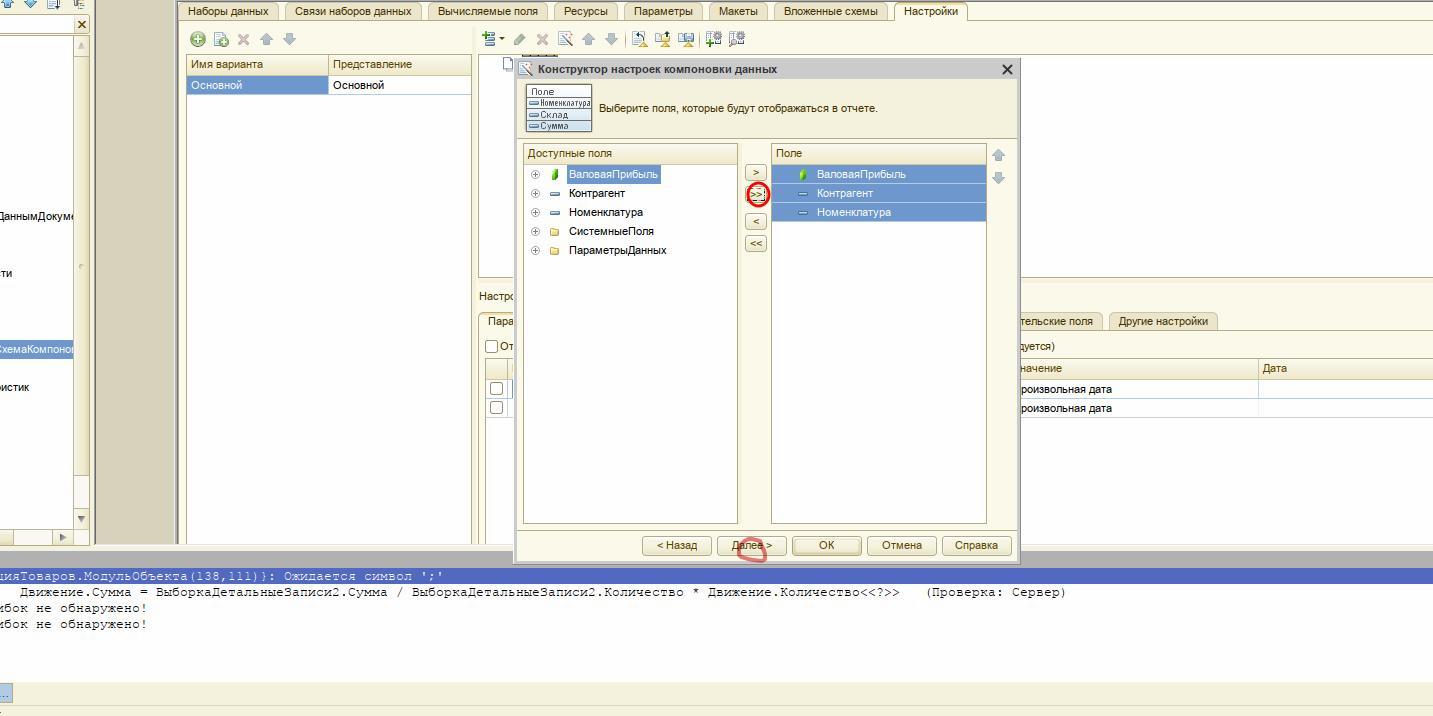 Наборы данных Связи наборов данных Вычисляемые поля Ресурсы Параметры Макеты Вложенные схемы Настройки
Имя варианта Представление
Основной Основной
Конструктор настроек компоновки данных
Поле
Номенклатура
Склад
Сумма
Выберите поля, которые будут отображаться в отчете.
Доступные поля
ВаловаяПрибыль
Контрагент
Номенклатура
СистемныеПоля
ПараметрыДанных
>
>>
<
<<
Поле
ВаловаяПрибыль
Контрагент
Номенклатура
< Назад Далее > ОК Отмена Справка
ДаннымДокуме
сти
СхемаКомпонов
ристик
Настро
Пара
От
тельские поля Другие настройки
дуется)
начение Дата
роизвольная дата
роизвольная дата
цияТоваров.МодульОбъекта(138,111)}: Ожидается символ ';'
Движение.Сумма = ВыборкаДетальныеЗаписи2.Сумма / ВыборкаДетальныеЗаписи2.Количество * Движение.Количество<<?>> (Проверка: Сервер)
ибок не обнаружено!
ибок не обнаружено!
...